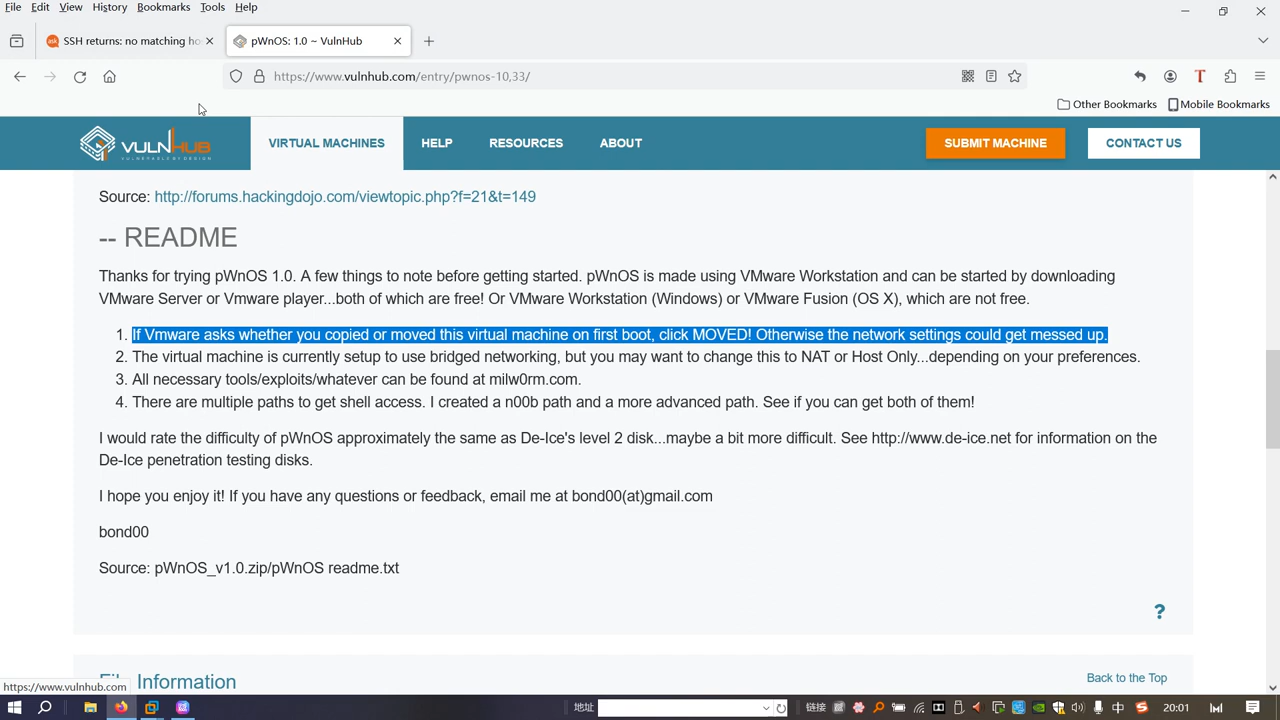 File Edit View History Bookmarks Tools Help
SSH returns: no matching ho
pWnOS: 1.0 ~ VulnHub
https://www.vulnhub.com/entry/pwnos-10,33/
Other Bookmarks Mobile Bookmarks
VULNHUB
VULNERABLE BY DESIGN
VIRTUAL MACHINES HELP RESOURCES ABOUT SUBMIT MACHINE CONTACT US
Source: http://forums.hackingdojo.com/viewtopic.php?f=21&t=149
-- README
Thanks for trying pWnOS 1.0. A few things to note before getting started. pWnOS is made using VMware Workstation and can be started by downloading
VMware Server or Vmware player...both of which are free! Or VMware Workstation (Windows) or VMware Fusion (OS X), which are not free.
1. If Vmware asks whether you copied or moved this virtual machine on first boot, click MOVED! Otherwise the network settings could get messed up.
2. The virtual machine is currently setup to use bridged networking, but you may want to change this to NAT or Host Only...depending on your preferences.
3. All necessary tools/exploits/whatever can be found at milw0rm.com.
4. There are multiple paths to get shell access. I created a n00b path and a more advanced path. See if you can get both of them!
I would rate the difficulty of pWnOS approximately the same as De-Ice's level 2 disk...maybe a bit more difficult. See http://www.de-ice.net for information on the
De-Ice penetration testing disks.
I hope you enjoy it! If you have any questions or feedback, email me at bond00(at)gmail.com
bond00
Source: pWnOS_v1.0.zip/pWnOS readme.txt
?
File Information
Back to the Top
https://www.vulnhub.com
地址
链接
中
20:01